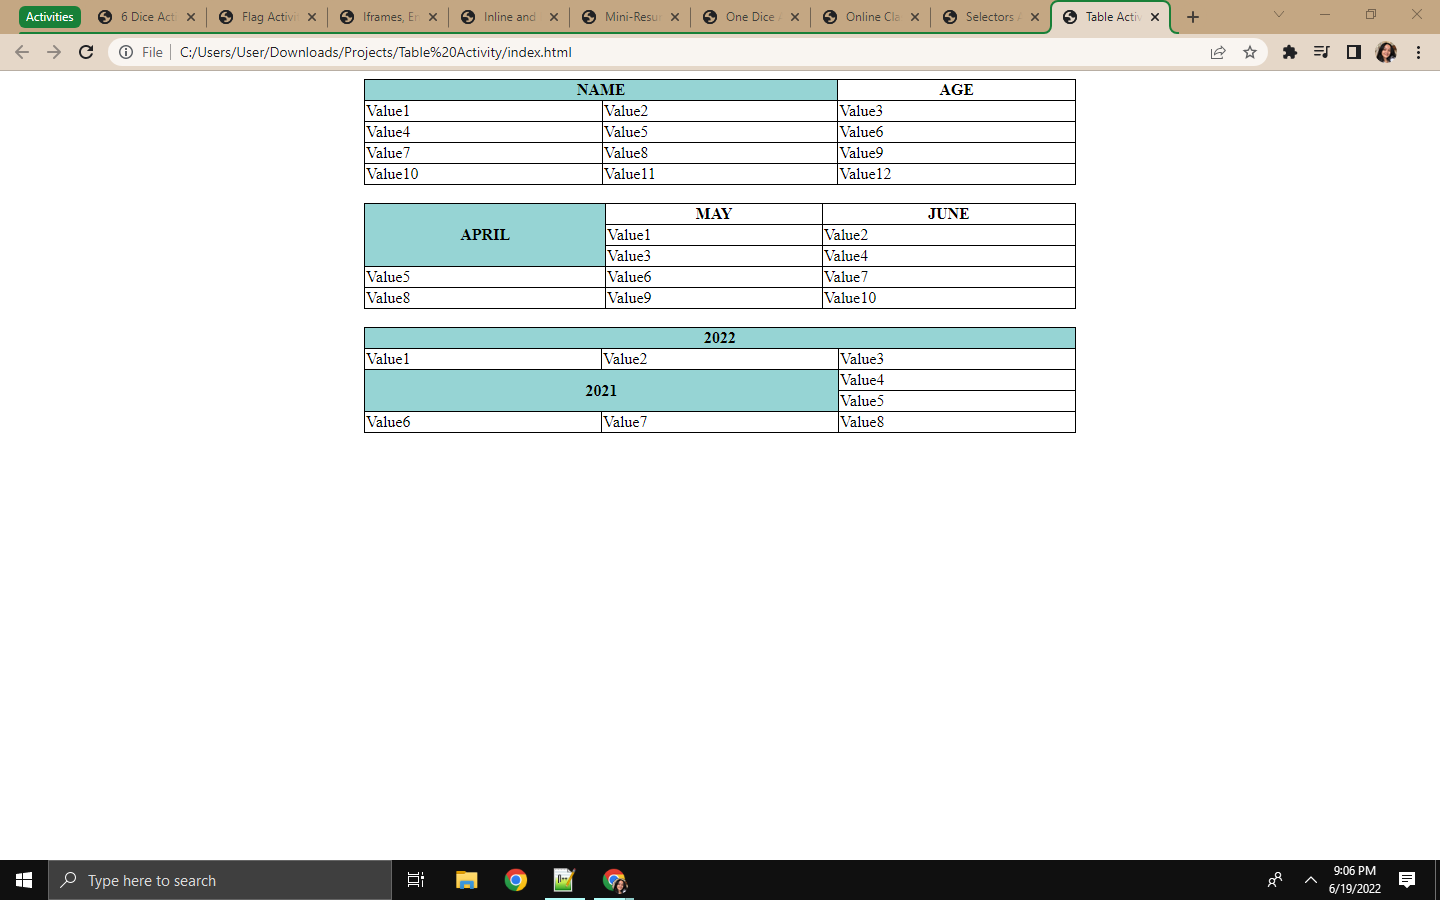 Activities 6 Dice Acti Flag Activi Iframes, Em Inline and Mini-Resu One Dice A Online Cla Selectors A Table Activ
File C:/Users/User/Downloads/Projects/Table%20Activity/index.html
NAME AGE
Value1 Value2 Value3
Value4 Value5 Value6
Value7 Value8 Value9
Value10 Value11 Value12
MAY JUNE
APRIL Value1 Value2
Value3 Value4
Value5 Value6 Value7
Value8 Value9 Value10
2022
Value1 Value2 Value3
Value4
2021
Value5
Value6 Value7 Value8
Type here to search
9:06 PM
6/19/2022